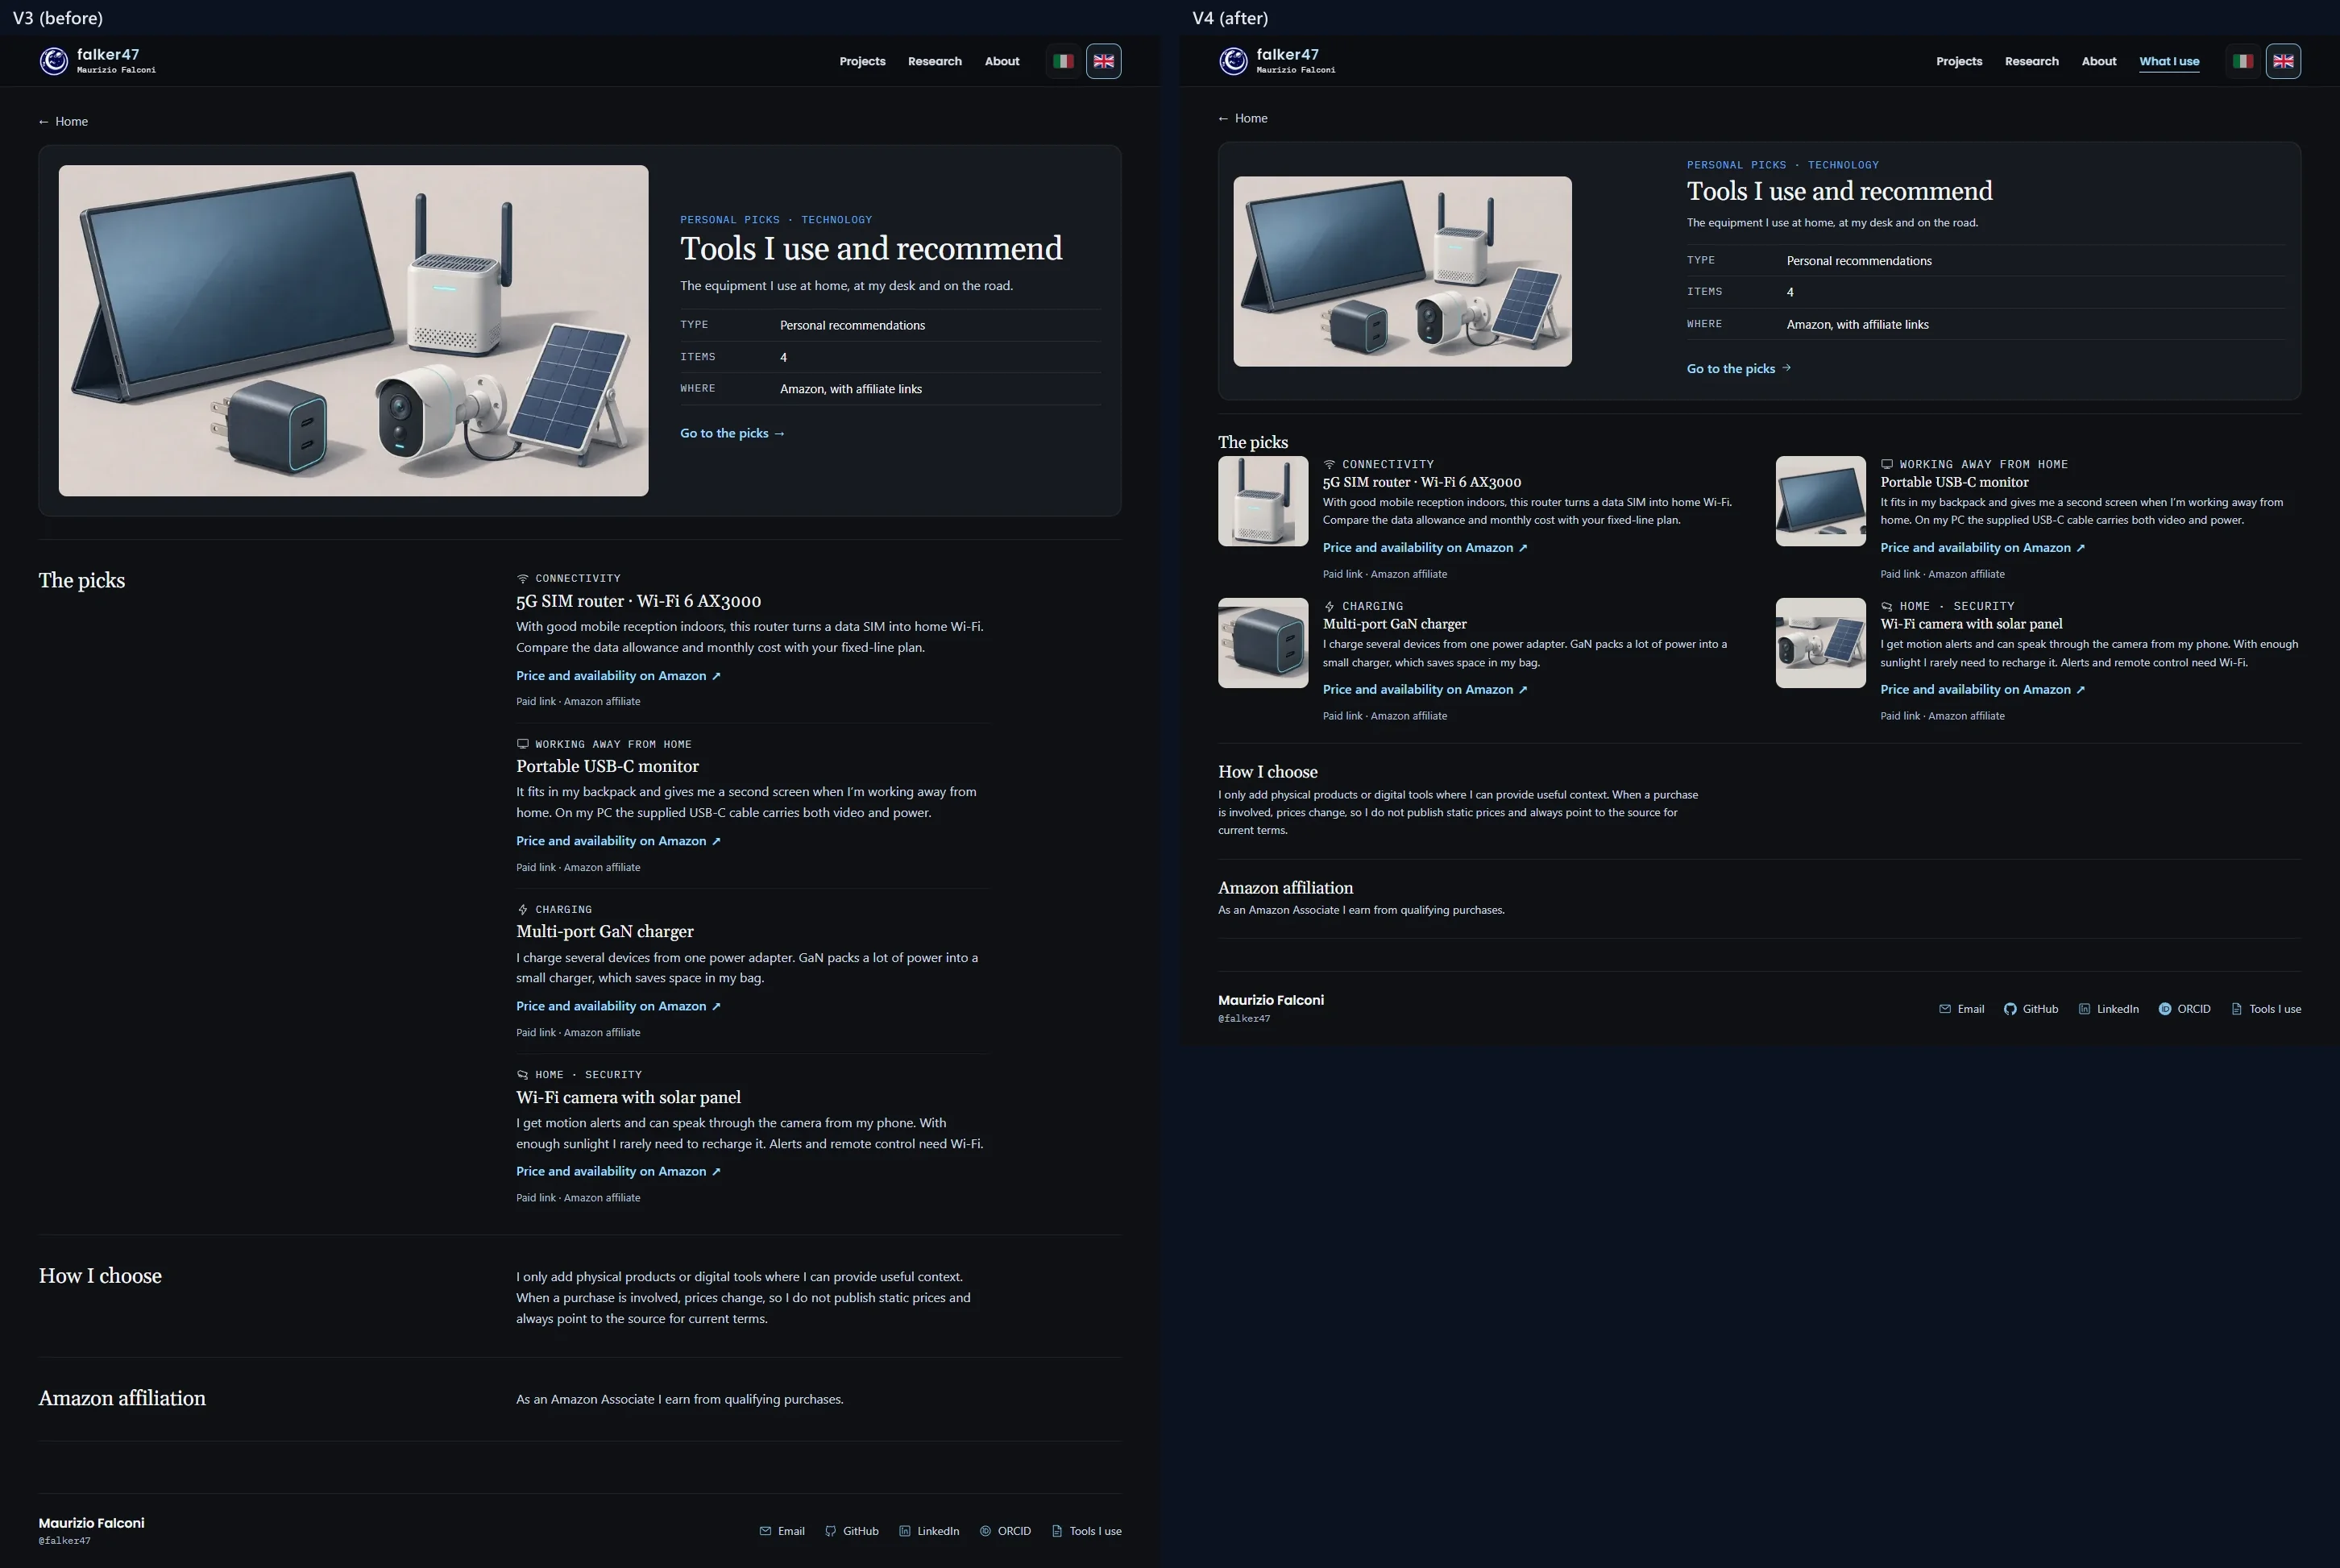 V3 (before)
falker47
Maurizio Falconi
Projects Research About
← Home
PERSONAL PICKS · TECHNOLOGY
Tools I use and recommend
The equipment I use at home, at my desk and on the road.
TYPE Personal recommendations
ITEMS 4
WHERE Amazon, with affiliate links
Go to the picks →
The picks
CONNECTIVITY
5G SIM router · Wi-Fi 6 AX3000
With good mobile reception indoors, this router turns a data SIM into home Wi-Fi.
Compare the data allowance and monthly cost with your fixed-line plan.
Price and availability on Amazon ↗
Paid link · Amazon affiliate
WORKING AWAY FROM HOME
Portable USB-C monitor
It fits in my backpack and gives me a second screen when I’m working away from
home. On my PC the supplied USB-C cable carries both video and power.
Price and availability on Amazon ↗
Paid link · Amazon affiliate
CHARGING
Multi-port GaN charger
I charge several devices from one power adapter. GaN packs a lot of power into a
small charger, which saves space in my bag.
Price and availability on Amazon ↗
Paid link · Amazon affiliate
HOME · SECURITY
Wi-Fi camera with solar panel
I get motion alerts and can speak through the camera from my phone. With
enough sunlight I rarely need to recharge it. Alerts and remote control need Wi-Fi.
Price and availability on Amazon ↗
Paid link · Amazon affiliate
How I choose
I only add physical products or digital tools where I can provide useful context.
When a purchase is involved, prices change, so I do not publish static prices and
always point to the source for current terms.
Amazon affiliation
As an Amazon Associate I earn from qualifying purchases.
Maurizio Falconi
@falker47
Email GitHub LinkedIn ORCID Tools I use
V4 (after)
falker47
Maurizio Falconi
Projects Research About What I use
← Home
PERSONAL PICKS · TECHNOLOGY
Tools I use and recommend
The equipment I use at home, at my desk and on the road.
TYPE Personal recommendations
ITEMS 4
WHERE Amazon, with affiliate links
Go to the picks →
The picks
CONNECTIVITY
5G SIM router · Wi-Fi 6 AX3000
With good mobile reception indoors, this router turns a data SIM into home Wi-Fi.
Compare the data allowance and monthly cost with your fixed-line plan.
Price and availability on Amazon ↗
Paid link · Amazon affiliate
WORKING AWAY FROM HOME
Portable USB-C monitor
It fits in my backpack and gives me a second screen when I’m working away from
home. On my PC the supplied USB-C cable carries both video and power.
Price and availability on Amazon ↗
Paid link · Amazon affiliate
CHARGING
Multi-port GaN charger
I charge several devices from one power adapter. GaN packs a lot of power into a
small charger, which saves space in my bag.
Price and availability on Amazon ↗
Paid link · Amazon affiliate
HOME · SECURITY
Wi-Fi camera with solar panel
I get motion alerts and can speak through the camera from my phone. With enough
sunlight I rarely need to recharge it. Alerts and remote control need Wi-Fi.
Price and availability on Amazon ↗
Paid link · Amazon affiliate
How I choose
I only add physical products or digital tools where I can provide useful context. When a purchase
is involved, prices change, so I do not publish static prices and always point to the source for
current terms.
Amazon affiliation
As an Amazon Associate I earn from qualifying purchases.
Maurizio Falconi
@falker47
Email GitHub LinkedIn ORCID Tools I use